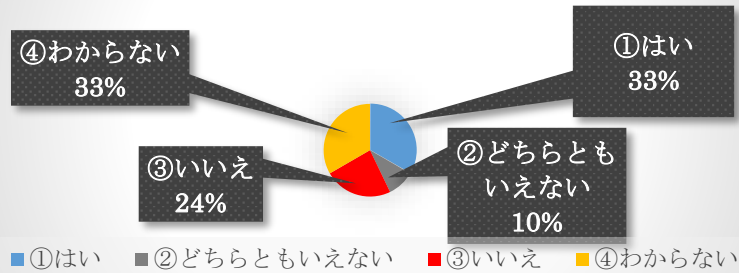 ④わからない
33%
①はい
33%
③いいえ
24%
②どちらとも
いえない
10%
①はい ②どちらともいえない ③いいえ ④わからない